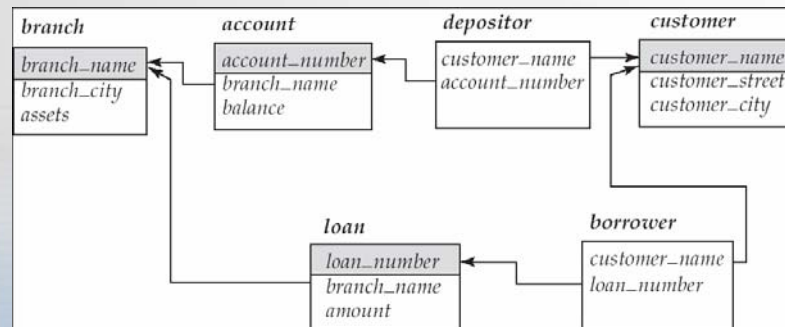 branch
branch_name
branch_city
assets
account
account_number
branch_name
balance
depositor
customer_name
account_number
customer
customer_name
customer_street
customer_city
loan
loan_number
branch_name
amount
borrower
customer_name
loan_number